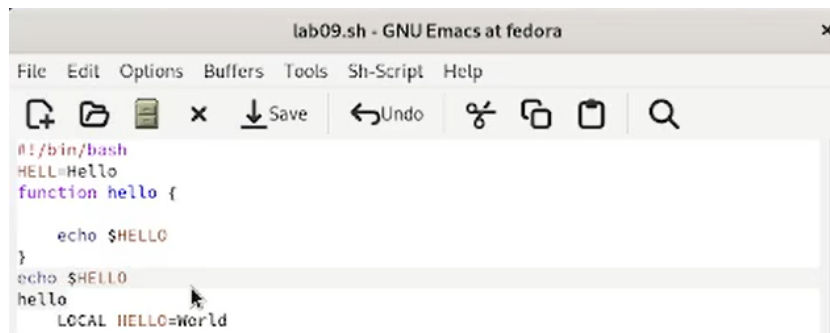 lab09.sh - GNU Emacs at fedora
File Edit Options Buffers Tools Sh-Script Help
Save Undo
#!/bin/bash
HELL=Hello
function hello {
echo $HELLO
}
echo $HELLO
hello
LOCAL HELLO=World